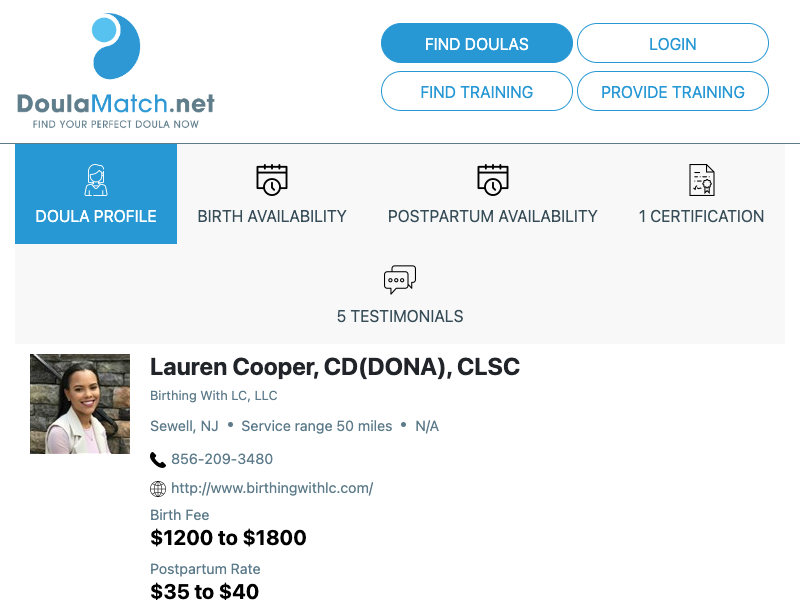 DoulaMatch.net
FIND YOUR PERFECT DOULA NOW
FIND DOULAS
LOGIN
FIND TRAINING
PROVIDE TRAINING
DOULA PROFILE
BIRTH AVAILABILITY
POSTPARTUM AVAILABILITY
1 CERTIFICATION
5 TESTIMONIALS
Lauren Cooper, CD(DONA), CLSC
Birthing With LC, LLC
Sewell, NJ • Service range 50 miles • N/A
856-209-3480
http://www.birthingwithlc.com/
Birth Fee
$1200 to $1800
Postpartum Rate
$35 to $40